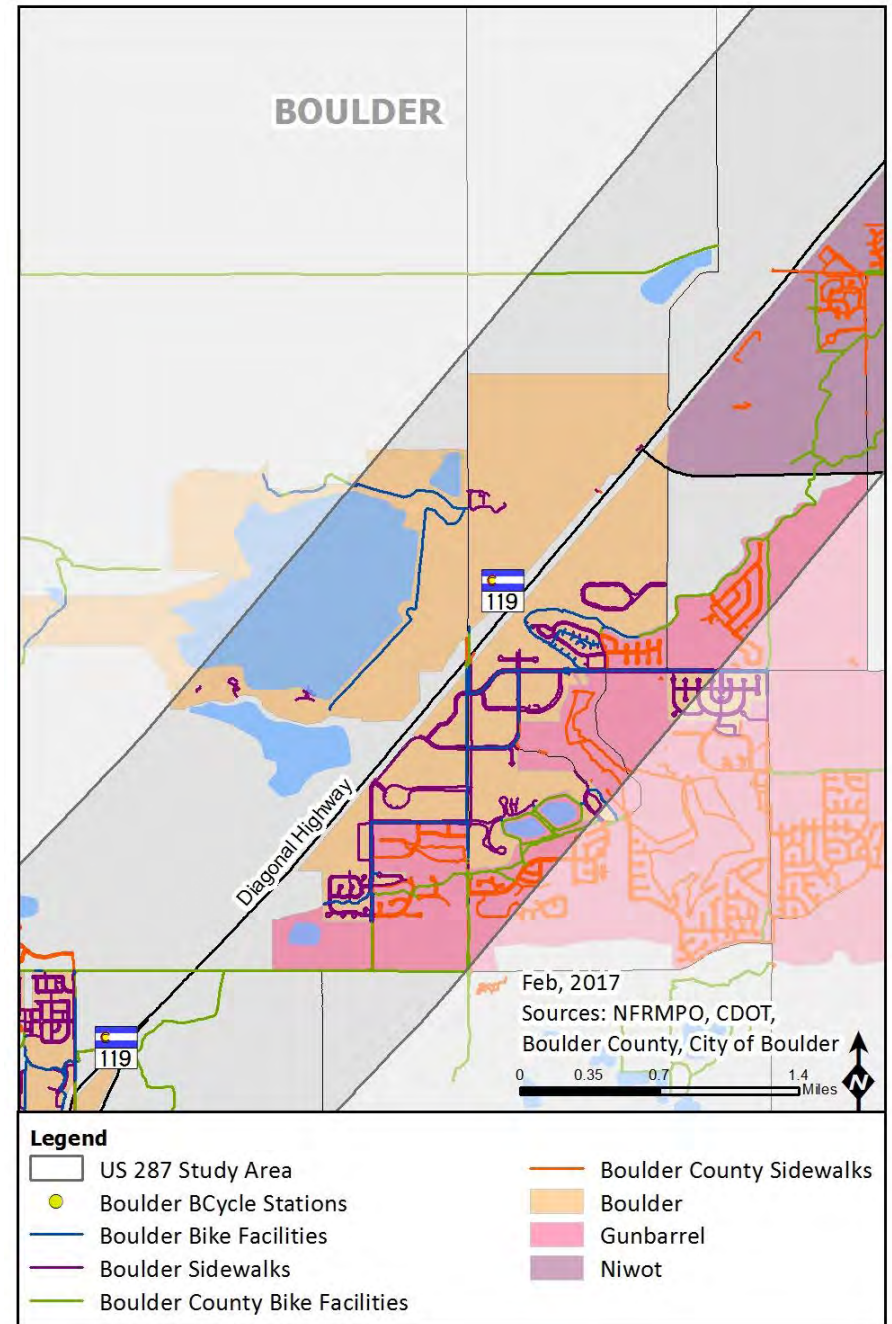 BOULDER
119
Diagonal Highway
119
Feb, 2017
Sources: NFRMPO, CDOT,
Boulder County, City of Boulder
0 0.35 0.7 1.4
Miles
N
Legend
US 287 Study Area
Boulder BCycle Stations
Boulder Bike Facilities
Boulder Sidewalks
Boulder County Bike Facilities
Boulder County Sidewalks
Boulder
Gunbarrel
Niwot